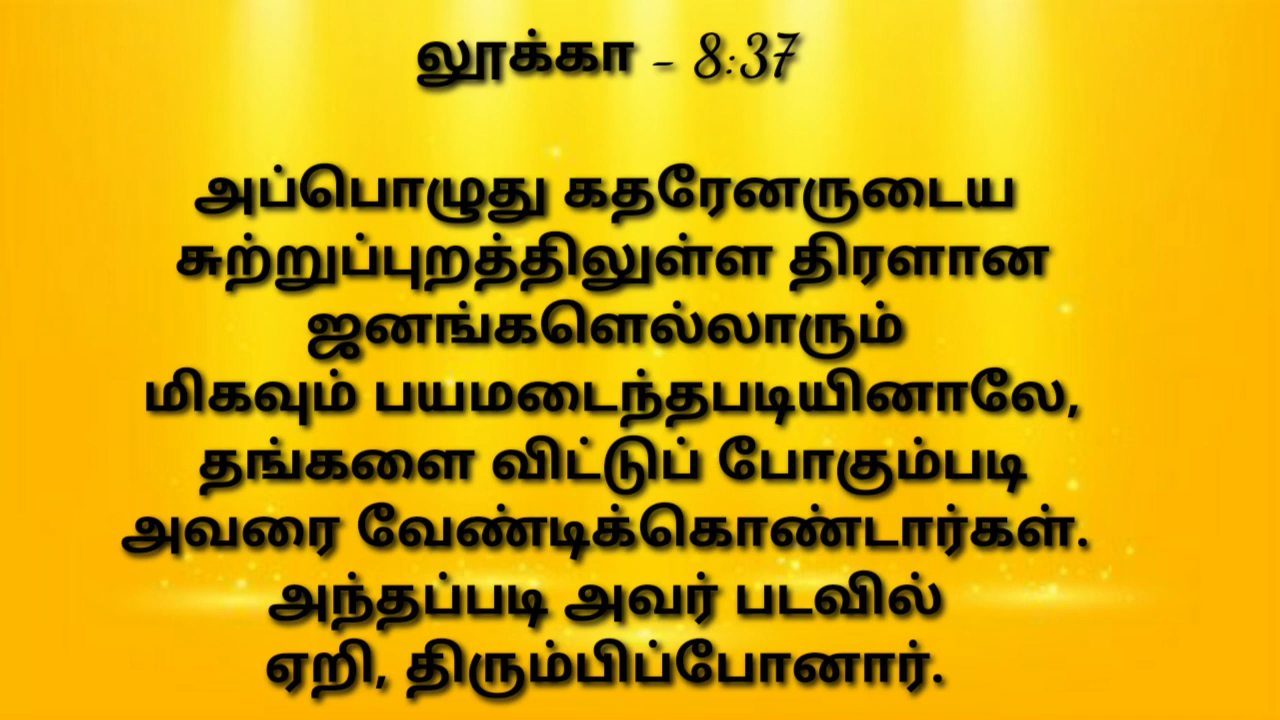 லூக்கா - 8:37
அப்பொழுது கதரேனருடைய
சுற்றுப்புறத்திலுள்ள திரளான
ஜனங்களெல்லாரும்
மிகவும் பயமடைந்தபடியினாலே,
தங்களை விட்டுப் போகும்படி
அவரை வேண்டிக்கொண்டார்கள்.
அந்தப்படி அவர் படவில்
ஏறி, திரும்பிப்போனார்.